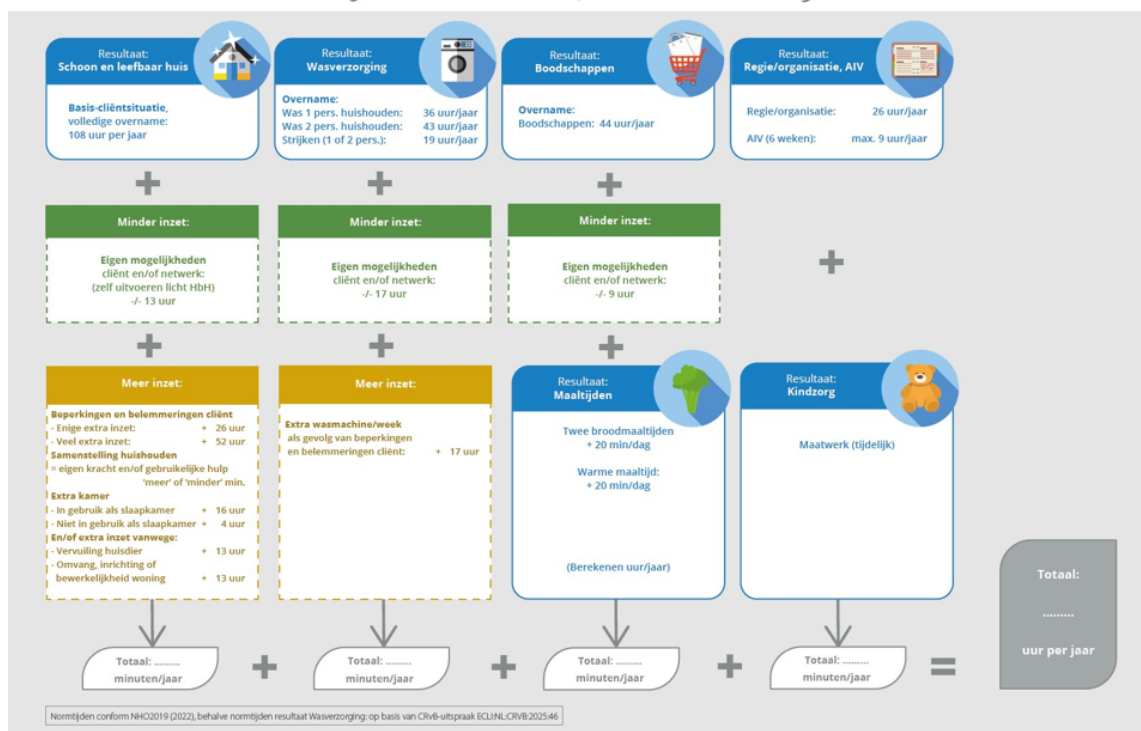 Resultaat:
Schoon en leefbaar huis
Basis-cliëntsituatie,
volledige overname:
108 uur per jaar
Resultaat:
Wasverzorging
Overname:
Was 1 pers. huishouden: 36 uur/jaar
Was 2 pers. huishouden: 43 uur/jaar
Strijken (1 of 2 pers.): 19 uur/jaar
Resultaat:
Boodschappen
Overname:
Boodschappen: 44 uur/jaar
Resultaat:
Regie/organisatie, AIV
Regie/organisatie: 26 uur/jaar
AIV (6 weken): max. 9 uur/jaar
+ + +
Minder inzet:
Eigen mogelijkheden
cliënt en/of netwerk:
(zelf uitvoeren licht HbH)
-/- 13 uur
Minder inzet:
Eigen mogelijkheden
cliënt en/of netwerk:
-/- 17 uur
Minder inzet:
Eigen mogelijkheden
cliënt en/of netwerk:
-/- 9 uur
+
+ + +
Meer inzet:
Beperkingen en belemmeringen cliënt
- Enige extra inzet: + 26 uur
- Veel extra inzet: + 52 uur
Samenstelling huishouden
= eigen kracht en/of gebruikelijke hulp
'meer' of 'minder' min.
Extra kamer
- In gebruik als slaapkamer + 16 uur
- Niet in gebruik als slaapkamer + 4 uur
En/of extra inzet vanwege:
- Vervuiling huisdier + 13 uur
- Omvang, inrichting of
bewerkelijkheid woning + 13 uur
Meer inzet:
Extra wasmachine/week
als gevolg van beperkingen
en belemmeringen cliënt: + 17 uur
Resultaat:
Maaltijden
Twee broodmaaltijden
+ 20 min/dag
Warme maaltijd:
+ 20 min/dag
(Berekenen uur/jaar)
Resultaat:
Kindzorg
Maatwerk (tijdelijk)
Totaal: .........
minuten/jaar
+
Totaal: .........
minuten/jaar
+
Totaal: .........
minuten/jaar
+
Totaal: .........
minuten/jaar
=
Totaal:
.........
uur per jaar
Normtijden conform NHO2019 (2022), behalve normtijden resultaat Wasverzorging: op basis van CRvB-uitspraak ECLI:NL:CRVB:2025:46